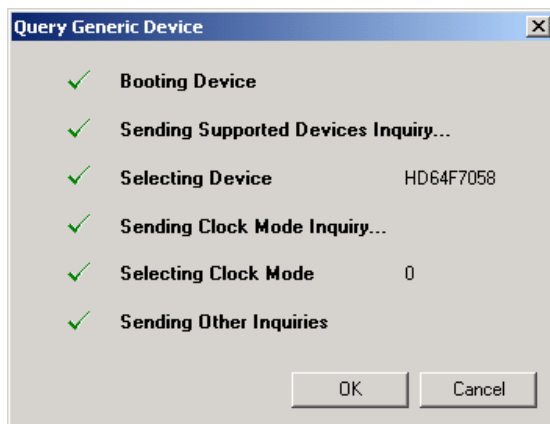 Query Generic Device
Booting Device
Sending Supported Devices Inquiry...
Selecting Device HD64F7058
Sending Clock Mode Inquiry...
Selecting Clock Mode 0
Sending Other Inquiries
OK Cancel